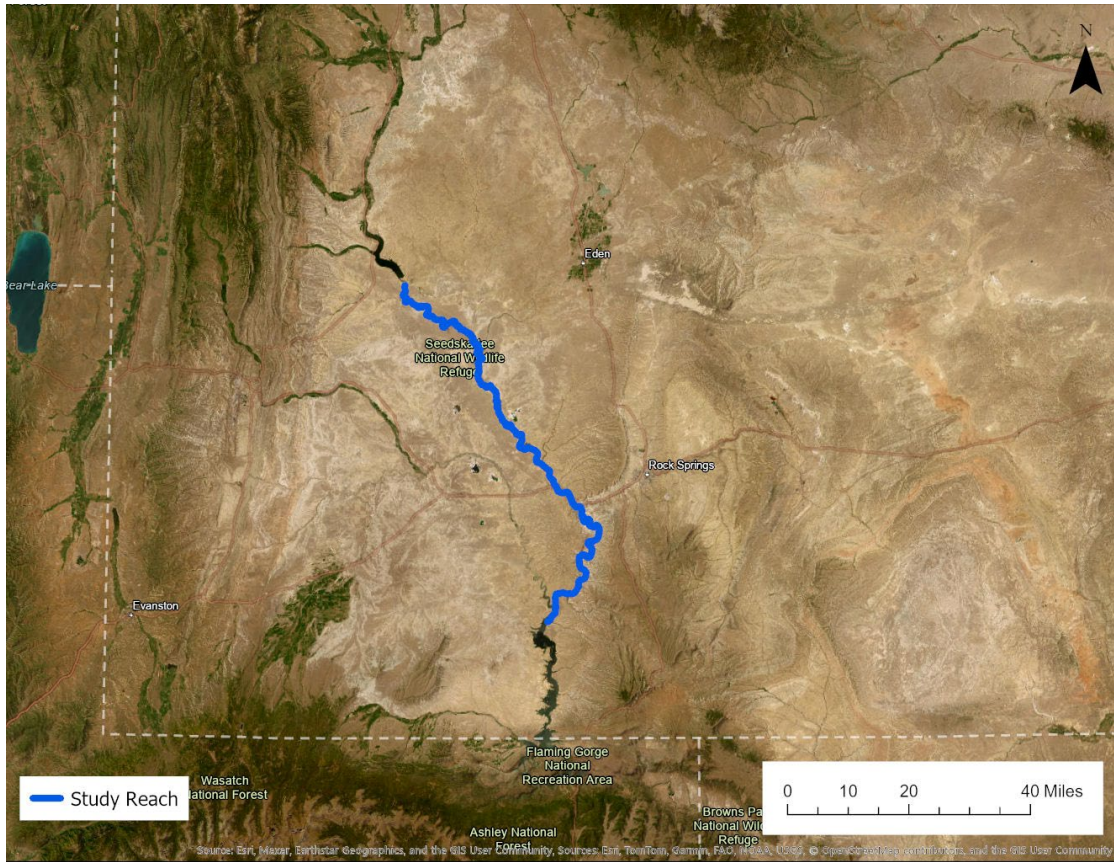 N
Eden
Bear Lake
Seedskadee
National Wildlife
Refuge
Rock Springs
Evanston
Flaming Gorge
National
Recreation Area
Wasatch
National Forest
Study Reach
0 10 20 40 Miles
Browns Pa
National Wil
Refuge
Ashley National
Forest
Source: Esri, Maxar, Earthstar Geographics, and the GIS User Community, Sources: Esri, TomTom, Garmin, FAO, NOAA, USGS, © OpenStreetMap contributors, and the GIS User Community